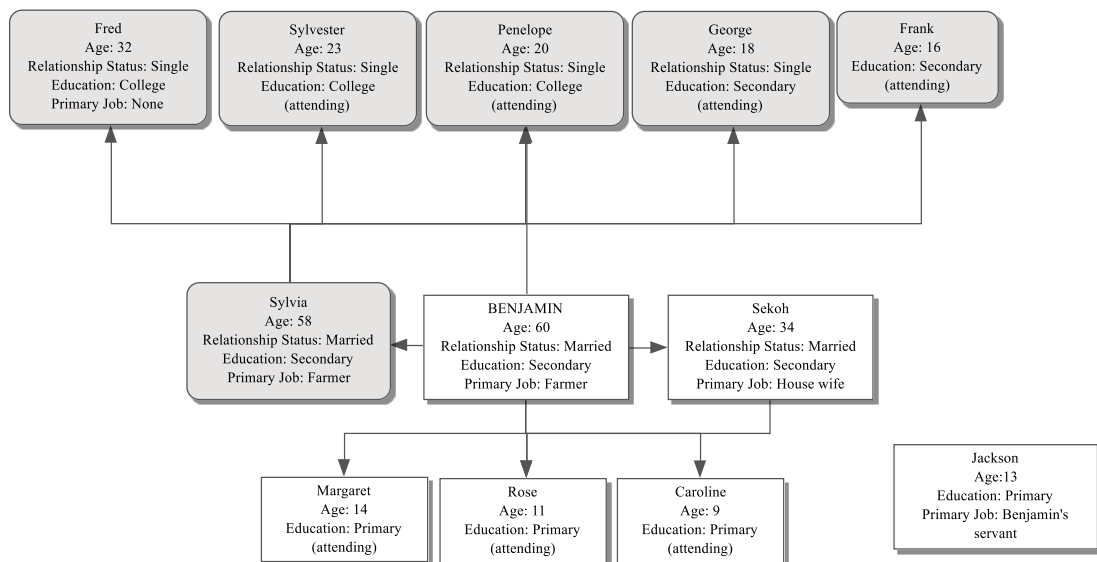 Fred
Age: 32
Relationship Status: Single
Education: College
Primary Job: None
Sylvester
Age: 23
Relationship Status: Single
Education: College
(attending)
Penelope
Age: 20
Relationship Status: Single
Education: College
(attending)
George
Age: 18
Relationship Status: Single
Education: Secondary
(attending)
Frank
Age: 16
Education: Secondary
(attending)
Sylvia
Age: 58
Relationship Status: Married
Education: Secondary
Primary Job: Farmer
BENJAMIN
Age: 60
Relationship Status: Married
Education: Secondary
Primary Job: Farmer
Sekoh
Age: 34
Relationship Status: Married
Education: Secondary
Primary Job: House wife
Margaret
Age: 14
Education: Primary
(attending)
Rose
Age: 11
Education: Primary
(attending)
Caroline
Age: 9
Education: Primary
(attending)
Jackson
Age:13
Education: Primary
Primary Job: Benjamin's
servant